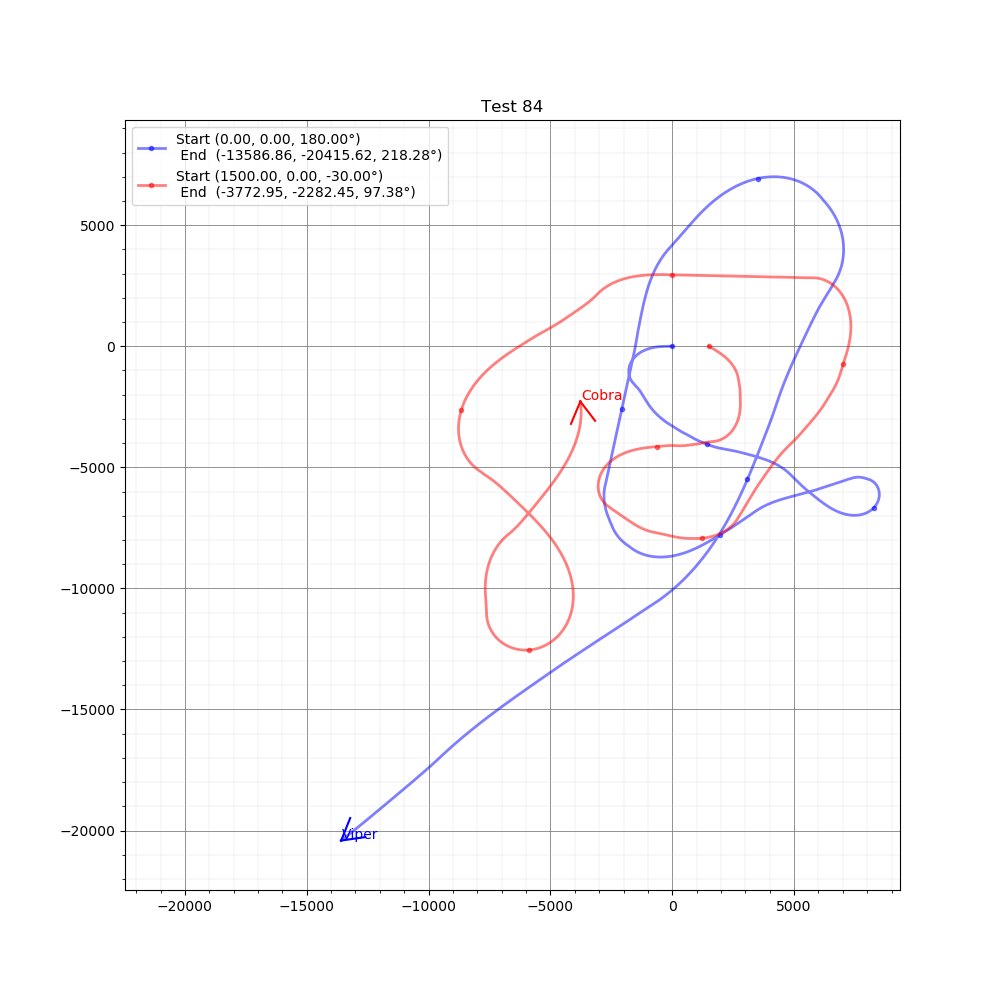 Test 84
Start (0.00, 0.00, 180.00°)
End  (-13586.86, -20415.62, 218.28°)
Start (1500.00, 0.00, -30.00°)
End  (-3772.95, -2282.45, 97.38°)
5000
0
−5000
−10000
−15000
−20000
Cobra
Viper
−20000
−15000
−10000
−5000
0
5000